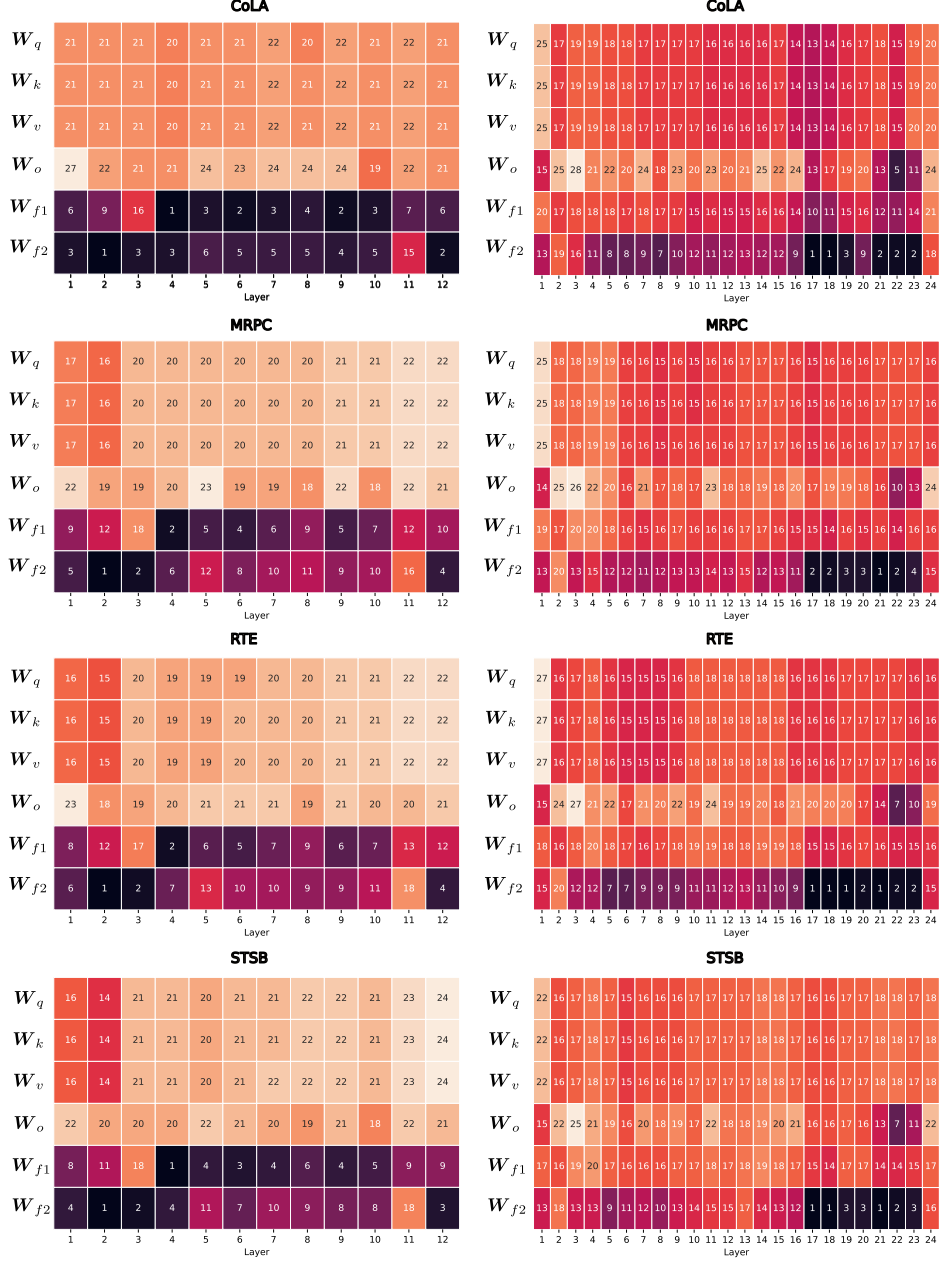 CoLA
W_q 21 21 21 20 21 21 22 20 22 21 22 21
W_k 21 21 21 20 21 21 22 21 22 21 22 21
W_v 21 21 21 20 21 21 22 21 22 21 22 21
W_o 27 22 21 21 24 23 24 24 24 19 22 21
W_f1 6 9 16 1 3 2 3 4 2 3 7 6
W_f2 3 1 3 3 6 5 5 5 4 5 15 2
1 2 3 4 5 6 7 8 9 10 11 12
Layer
CoLA
W_q 25 17 19 19 18 18 17 17 17 17 16 16 16 17 16 14 13 14 16 17 18 15 19 20
W_k 25 17 19 19 18 18 17 17 17 17 16 16 16 17 16 14 13 14 16 17 18 15 19 20
W_v 25 17 19 19 18 18 17 17 17 16 16 16 16 17 17 14 13 14 16 17 18 15 20 20
W_o 15 25 28 21 22 20 24 18 23 20 23 20 21 25 22 24 13 17 19 20 13 5 11 24
W_f1 20 17 18 18 18 17 18 17 17 15 16 15 15 16 16 14 10 11 15 16 12 11 14 21
W_f2 13 19 16 11 8 8 9 7 10 12 11 11 12 12 12 9 1 1 3 9 2 2 2 18
1 2 3 4 5 6 7 8 9 10 11 12 13 14 15 16 17 18 19 20 21 22 23 24
Layer
MRPC
W_q 17 16 20 20 20 20 20 20 21 21 22 22
W_k 17 16 20 20 20 20 20 20 21 21 22 22
W_v 17 16 20 20 20 20 20 20 21 21 22 22
W_o 22 19 19 20 23 19 19 18 22 18 22 21
W_f1 9 12 18 2 5 4 6 9 5 7 12 10
W_f2 5 1 2 6 12 8 10 11 9 10 16 4
1 2 3 4 5 6 7 8 9 10 11 12
Layer
MRPC
W_q 25 18 18 19 19 16 16 15 16 15 16 16 17 17 16 16 15 16 16 16 17 17 17 16
W_k 25 18 18 19 19 16 16 15 16 15 16 16 17 17 16 16 15 16 16 16 17 17 17 16
W_v 25 18 18 19 19 16 16 15 16 16 16 16 17 17 17 16 15 16 16 16 17 17 17 16
W_o 14 25 26 22 20 16 21 17 18 17 23 18 18 19 18 20 17 19 19 18 16 10 13 24
W_f1 19 17 20 20 18 16 15 16 17 16 17 16 16 17 16 15 15 14 16 15 14 16 14 16
W_f2 13 20 13 15 12 12 11 12 13 13 14 13 15 12 13 11 2 2 3 3 1 2 4 15
1 2 3 4 5 6 7 8 9 10 11 12 13 14 15 16 17 18 19 20 21 22 23 24
Layer
RTE
W_q 16 15 20 19 19 19 20 20 21 21 22 22
W_k 16 15 20 19 19 20 20 20 21 21 22 22
W_v 16 15 20 19 19 20 20 20 21 21 22 22
W_o 23 18 19 20 21 21 21 19 21 20 20 21
W_f1 8 12 17 2 6 5 7 9 6 7 13 12
W_f2 6 1 2 7 13 10 10 9 9 11 18 4
1 2 3 4 5 6 7 8 9 10 11 12
Layer
RTE
W_q 27 16 17 18 16 15 15 15 16 18 18 18 18 18 18 16 16 16 17 17 17 17 16 16
W_k 27 16 17 18 16 15 15 15 16 18 18 18 18 18 18 16 16 16 17 17 17 17 16 16
W_v 27 16 17 18 16 15 15 15 16 18 18 18 18 18 18 16 16 16 17 17 17 17 16 16
W_o 15 24 27 21 22 17 21 20 22 19 24 19 19 20 18 21 20 20 20 17 14 7 10 19
W_f1 18 16 18 20 18 17 16 18 17 19 19 18 18 19 19 18 15 15 15 17 16 15 15 16
W_f2 15 20 12 12 7 7 9 9 9 11 11 12 13 11 10 9 1 1 1 2 1 2 2 15
1 2 3 4 5 6 7 8 9 10 11 12 13 14 15 16 17 18 19 20 21 22 23 24
Layer
STSB
W_q 16 14 21 21 20 21 21 22 22 21 23 24
W_k 16 14 21 21 20 21 22 22 22 21 23 24
W_v 16 14 21 21 20 21 22 22 22 21 23 24
W_o 22 20 20 20 22 21 20 19 21 18 22 21
W_f1 8 11 18 1 4 3 4 6 4 5 9 9
W_f2 4 1 2 4 11 7 10 9 8 8 18 3
1 2 3 4 5 6 7 8 9 10 11 12
Layer
STSB
W_q 22 16 17 18 17 15 16 16 16 17 17 17 17 18 18 17 16 16 17 17 18 18 17 18
W_k 22 16 17 18 17 15 16 16 16 17 17 17 17 18 18 17 16 16 17 17 18 18 17 18
W_v 22 16 17 18 17 15 16 16 16 17 17 17 17 18 18 17 16 16 17 17 18 18 17 18
W_o 15 22 25 21 19 16 20 18 19 17 22 18 18 19 20 21 16 18 16 17 13 7 11 22
W_f1 17 16 19 20 17 16 16 16 17 17 18 17 18 19 18 17 15 14 17 17 14 14 15 17
W_f2 13 18 13 13 9 11 12 10 13 14 15 15 17 14 13 12 1 1 3 3 1 2 3 16
1 2 3 4 5 6 7 8 9 10 11 12 13 14 15 16 17 18 19 20 21 22 23 24
Layer